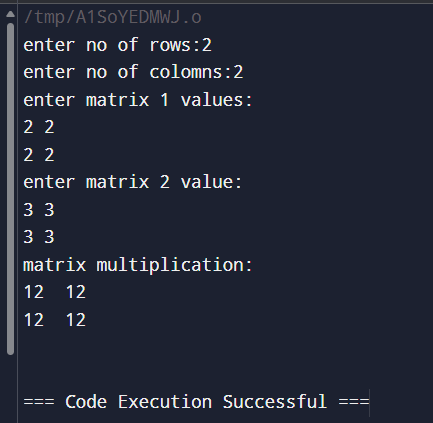 /tmp/A1SoYEDMWJ.o
enter no of rows:2
enter no of colomns:2
enter matrix 1 values:
2 2
2 2
enter matrix 2 value:
3 3
3 3
matrix multiplication:
12  12
12  12
=== Code Execution Successful ===